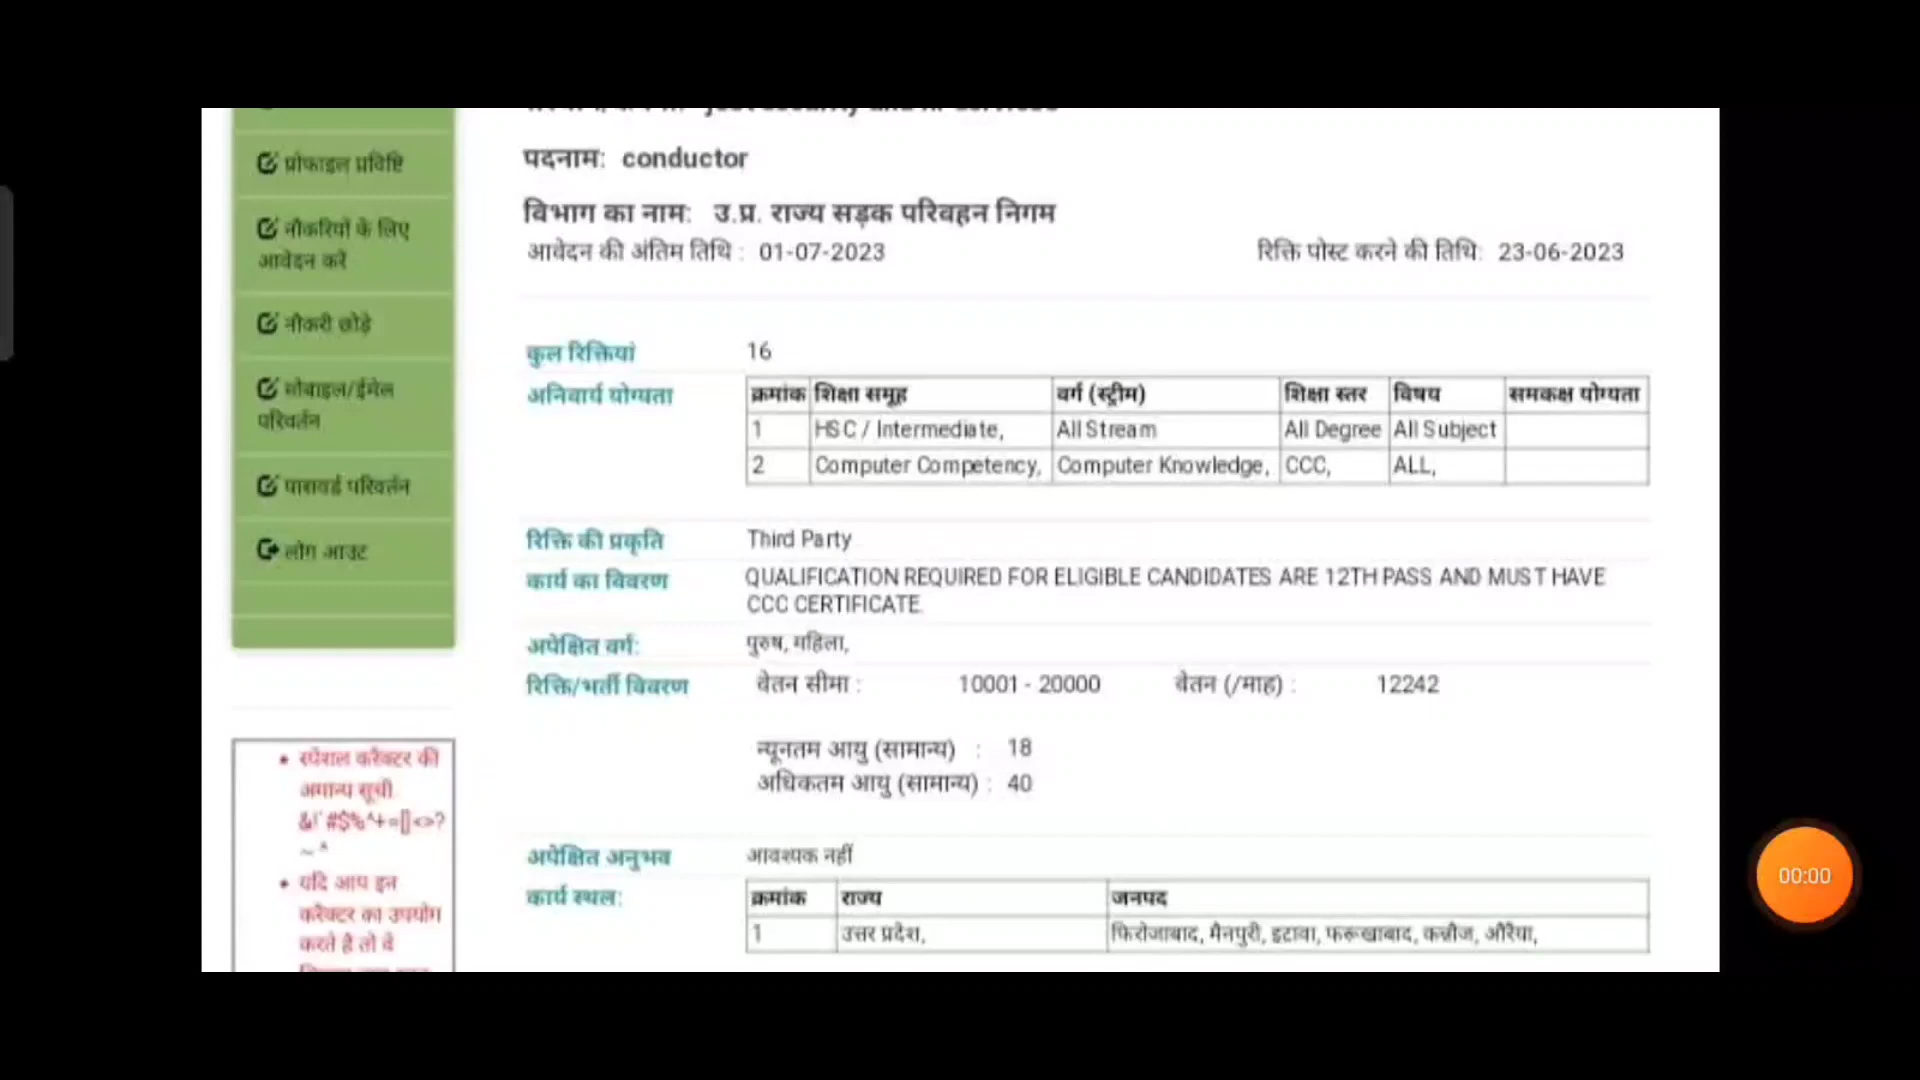 प्रोफाइल प्रविष्टि
नौकरियों के लिए
आवेदन करें
नौकरी छोड़े
मोबाइल/ईमेल
परिवर्तन
पासवर्ड परिवर्तन
लोग आउट
स्पेशल करैक्टर की
अमान्य सूची
यदि आप इन
करैक्टर का उपयोग
करते है तो वे
पदनाम: conductor
विभाग का नाम: उ.प्र. राज्य सड़क परिवहन निगम
आवेदन की अंतिम तिथि : 01-07-2023 रिक्ति पोस्ट करने की तिथि: 23-06-2023
कुल रिक्तियां 16
अनिवार्य योग्यता
क्रमांक शिक्षा समूह वर्ग (स्ट्रीम) शिक्षा स्तर विषय समकक्ष योग्यता
1 HSC / Intermediate, All Stream All Degree All Subject
2 Computer Competency, Computer Knowledge, CCC, ALL,
रिक्ति की प्रकृति Third Party
कार्य का विवरण QUALIFICATION REQUIRED FOR ELIGIBLE CANDIDATES ARE 12TH PASS AND MUST HAVE
CCC CERTIFICATE.
अपेक्षित वर्ग: पुरुष, महिला,
रिक्ति/भर्ती विवरण वेतन सीमा : 10001 - 20000 वेतन (/माह) : 12242
न्यूनतम आयु (सामान्य) : 18
अधिकतम आयु (सामान्य) : 40
अपेक्षित अनुभव आवश्यक नहीं
कार्य स्थल:
क्रमांक राज्य जनपद
1 उत्तर प्रदेश, फिरोजाबाद, मैनपुरी, इटावा, फरूखाबाद, कन्नौज, औरैया,
00:00